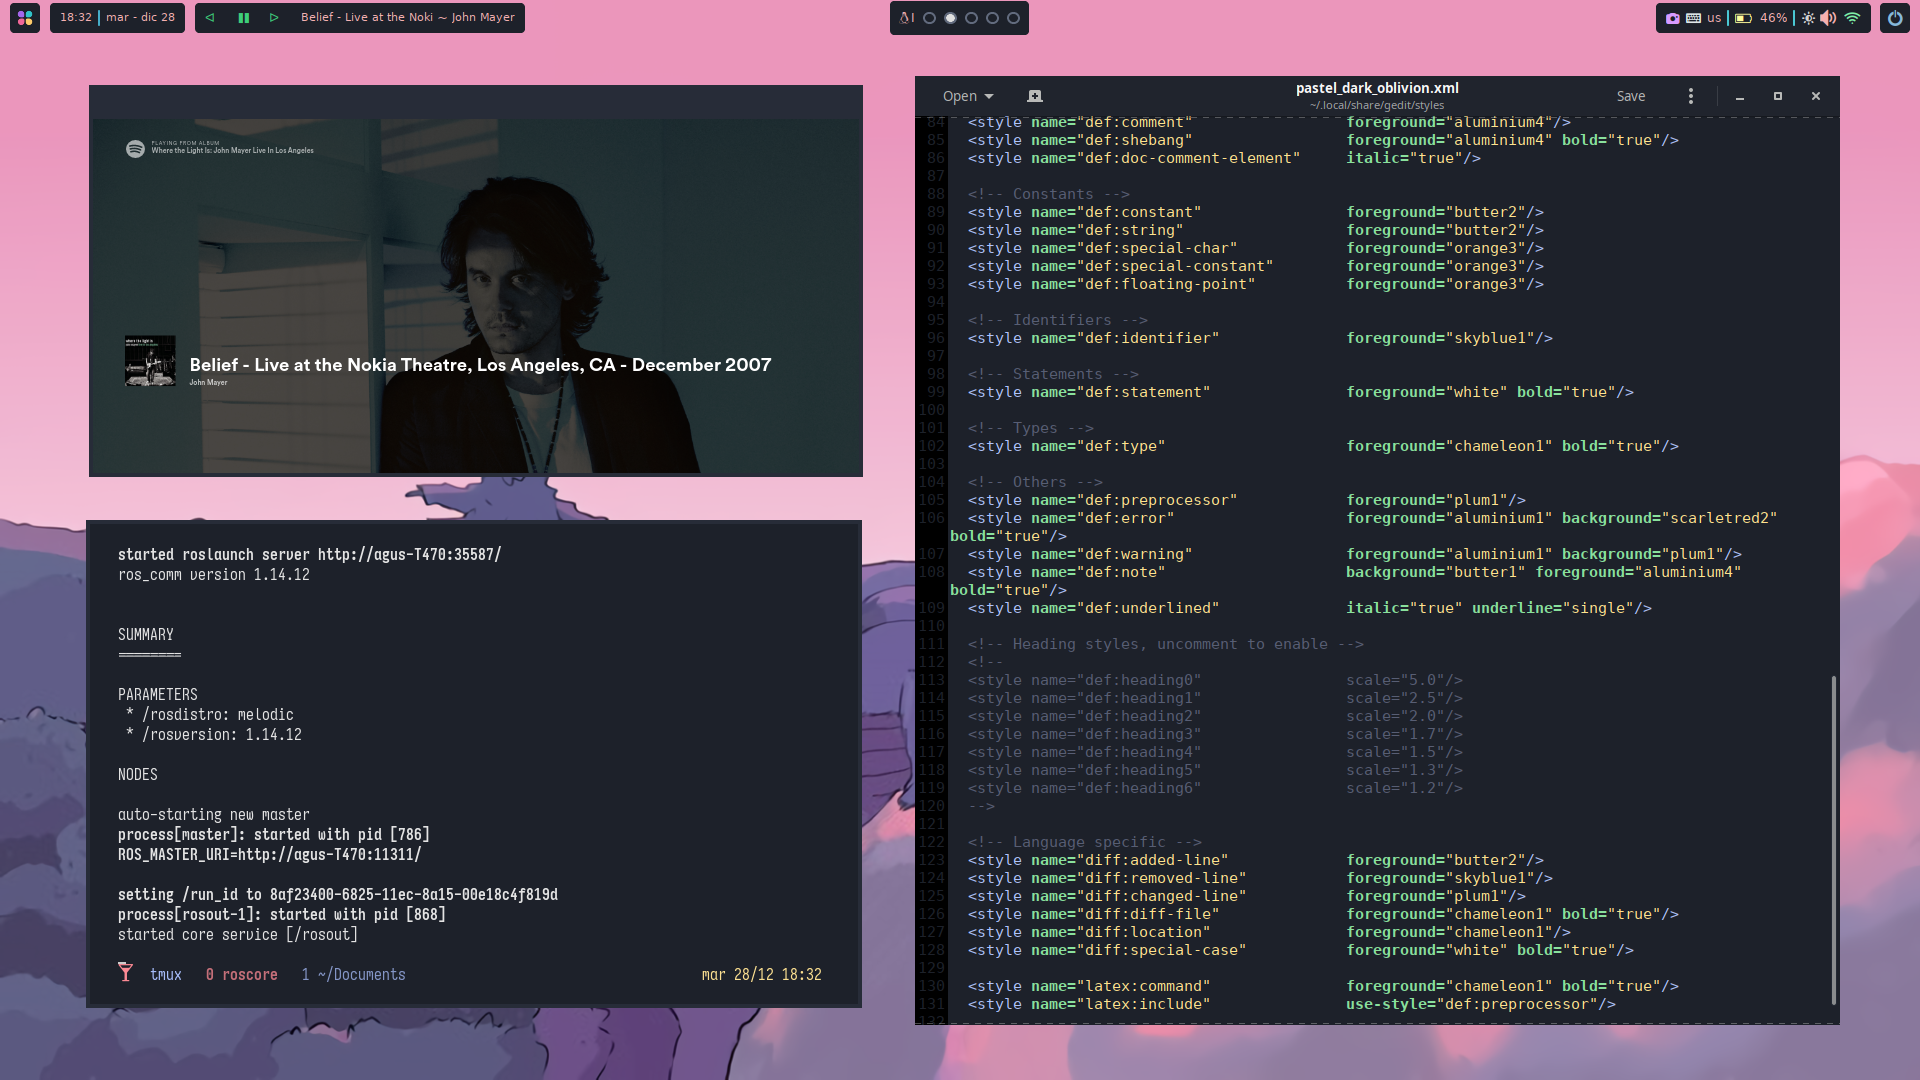 18:32 | mar - dic 28
Belief - Live at the Noki ~ John Mayer
us
46%
PLAYING FROM ALBUM
Where the Light Is: John Mayer Live In Los Angeles
Belief - Live at the Nokia Theatre, Los Angeles, CA - December 2007
John Mayer
started roslaunch server http://agus-T470:35587/
ros_comm version 1.14.12
SUMMARY
========
PARAMETERS
* /rosdistro: melodic
* /rosversion: 1.14.12
NODES
auto-starting new master
process[master]: started with pid [786]
ROS_MASTER_URI=http://agus-T470:11311/
setting /run_id to 8af23400-6825-11ec-8a15-00e18c4f819d
process[rosout-1]: started with pid [868]
started core service [/rosout]
tmux 0 roscore 1 ~/Documents mar 28/12 18:32
Open
pastel_dark_oblivion.xml
~/.local/share/gedit/styles
Save
84 <style name="def:comment" foreground="aluminium4"/>
85 <style name="def:shebang" foreground="aluminium4" bold="true"/>
86 <style name="def:doc-comment-element" italic="true"/>
87
88 <!-- Constants -->
89 <style name="def:constant" foreground="butter2"/>
90 <style name="def:string" foreground="butter2"/>
91 <style name="def:special-char" foreground="orange3"/>
92 <style name="def:special-constant" foreground="orange3"/>
93 <style name="def:floating-point" foreground="orange3"/>
94
95 <!-- Identifiers -->
96 <style name="def:identifier" foreground="skyblue1"/>
97
98 <!-- Statements -->
99 <style name="def:statement" foreground="white" bold="true"/>
100
101 <!-- Types -->
102 <style name="def:type" foreground="chameleon1" bold="true"/>
103
104 <!-- Others -->
105 <style name="def:preprocessor" foreground="plum1"/>
106 <style name="def:error" foreground="aluminium1" background="scarletred2"
bold="true"/>
107 <style name="def:warning" foreground="aluminium1" background="plum1"/>
108 <style name="def:note" background="butter1" foreground="aluminium4"
bold="true"/>
109 <style name="def:underlined" italic="true" underline="single"/>
110
111 <!-- Heading styles, uncomment to enable -->
112 <!--
113 <style name="def:heading0" scale="5.0"/>
114 <style name="def:heading1" scale="2.5"/>
115 <style name="def:heading2" scale="2.0"/>
116 <style name="def:heading3" scale="1.7"/>
117 <style name="def:heading4" scale="1.5"/>
118 <style name="def:heading5" scale="1.3"/>
119 <style name="def:heading6" scale="1.2"/>
120 -->
121
122 <!-- Language specific -->
123 <style name="diff:added-line" foreground="butter2"/>
124 <style name="diff:removed-line" foreground="skyblue1"/>
125 <style name="diff:changed-line" foreground="plum1"/>
126 <style name="diff:diff-file" foreground="chameleon1" bold="true"/>
127 <style name="diff:location" foreground="chameleon1"/>
128 <style name="diff:special-case" foreground="white" bold="true"/>
129
130 <style name="latex:command" foreground="chameleon1" bold="true"/>
131 <style name="latex:include" use-style="def:preprocessor"/>
132